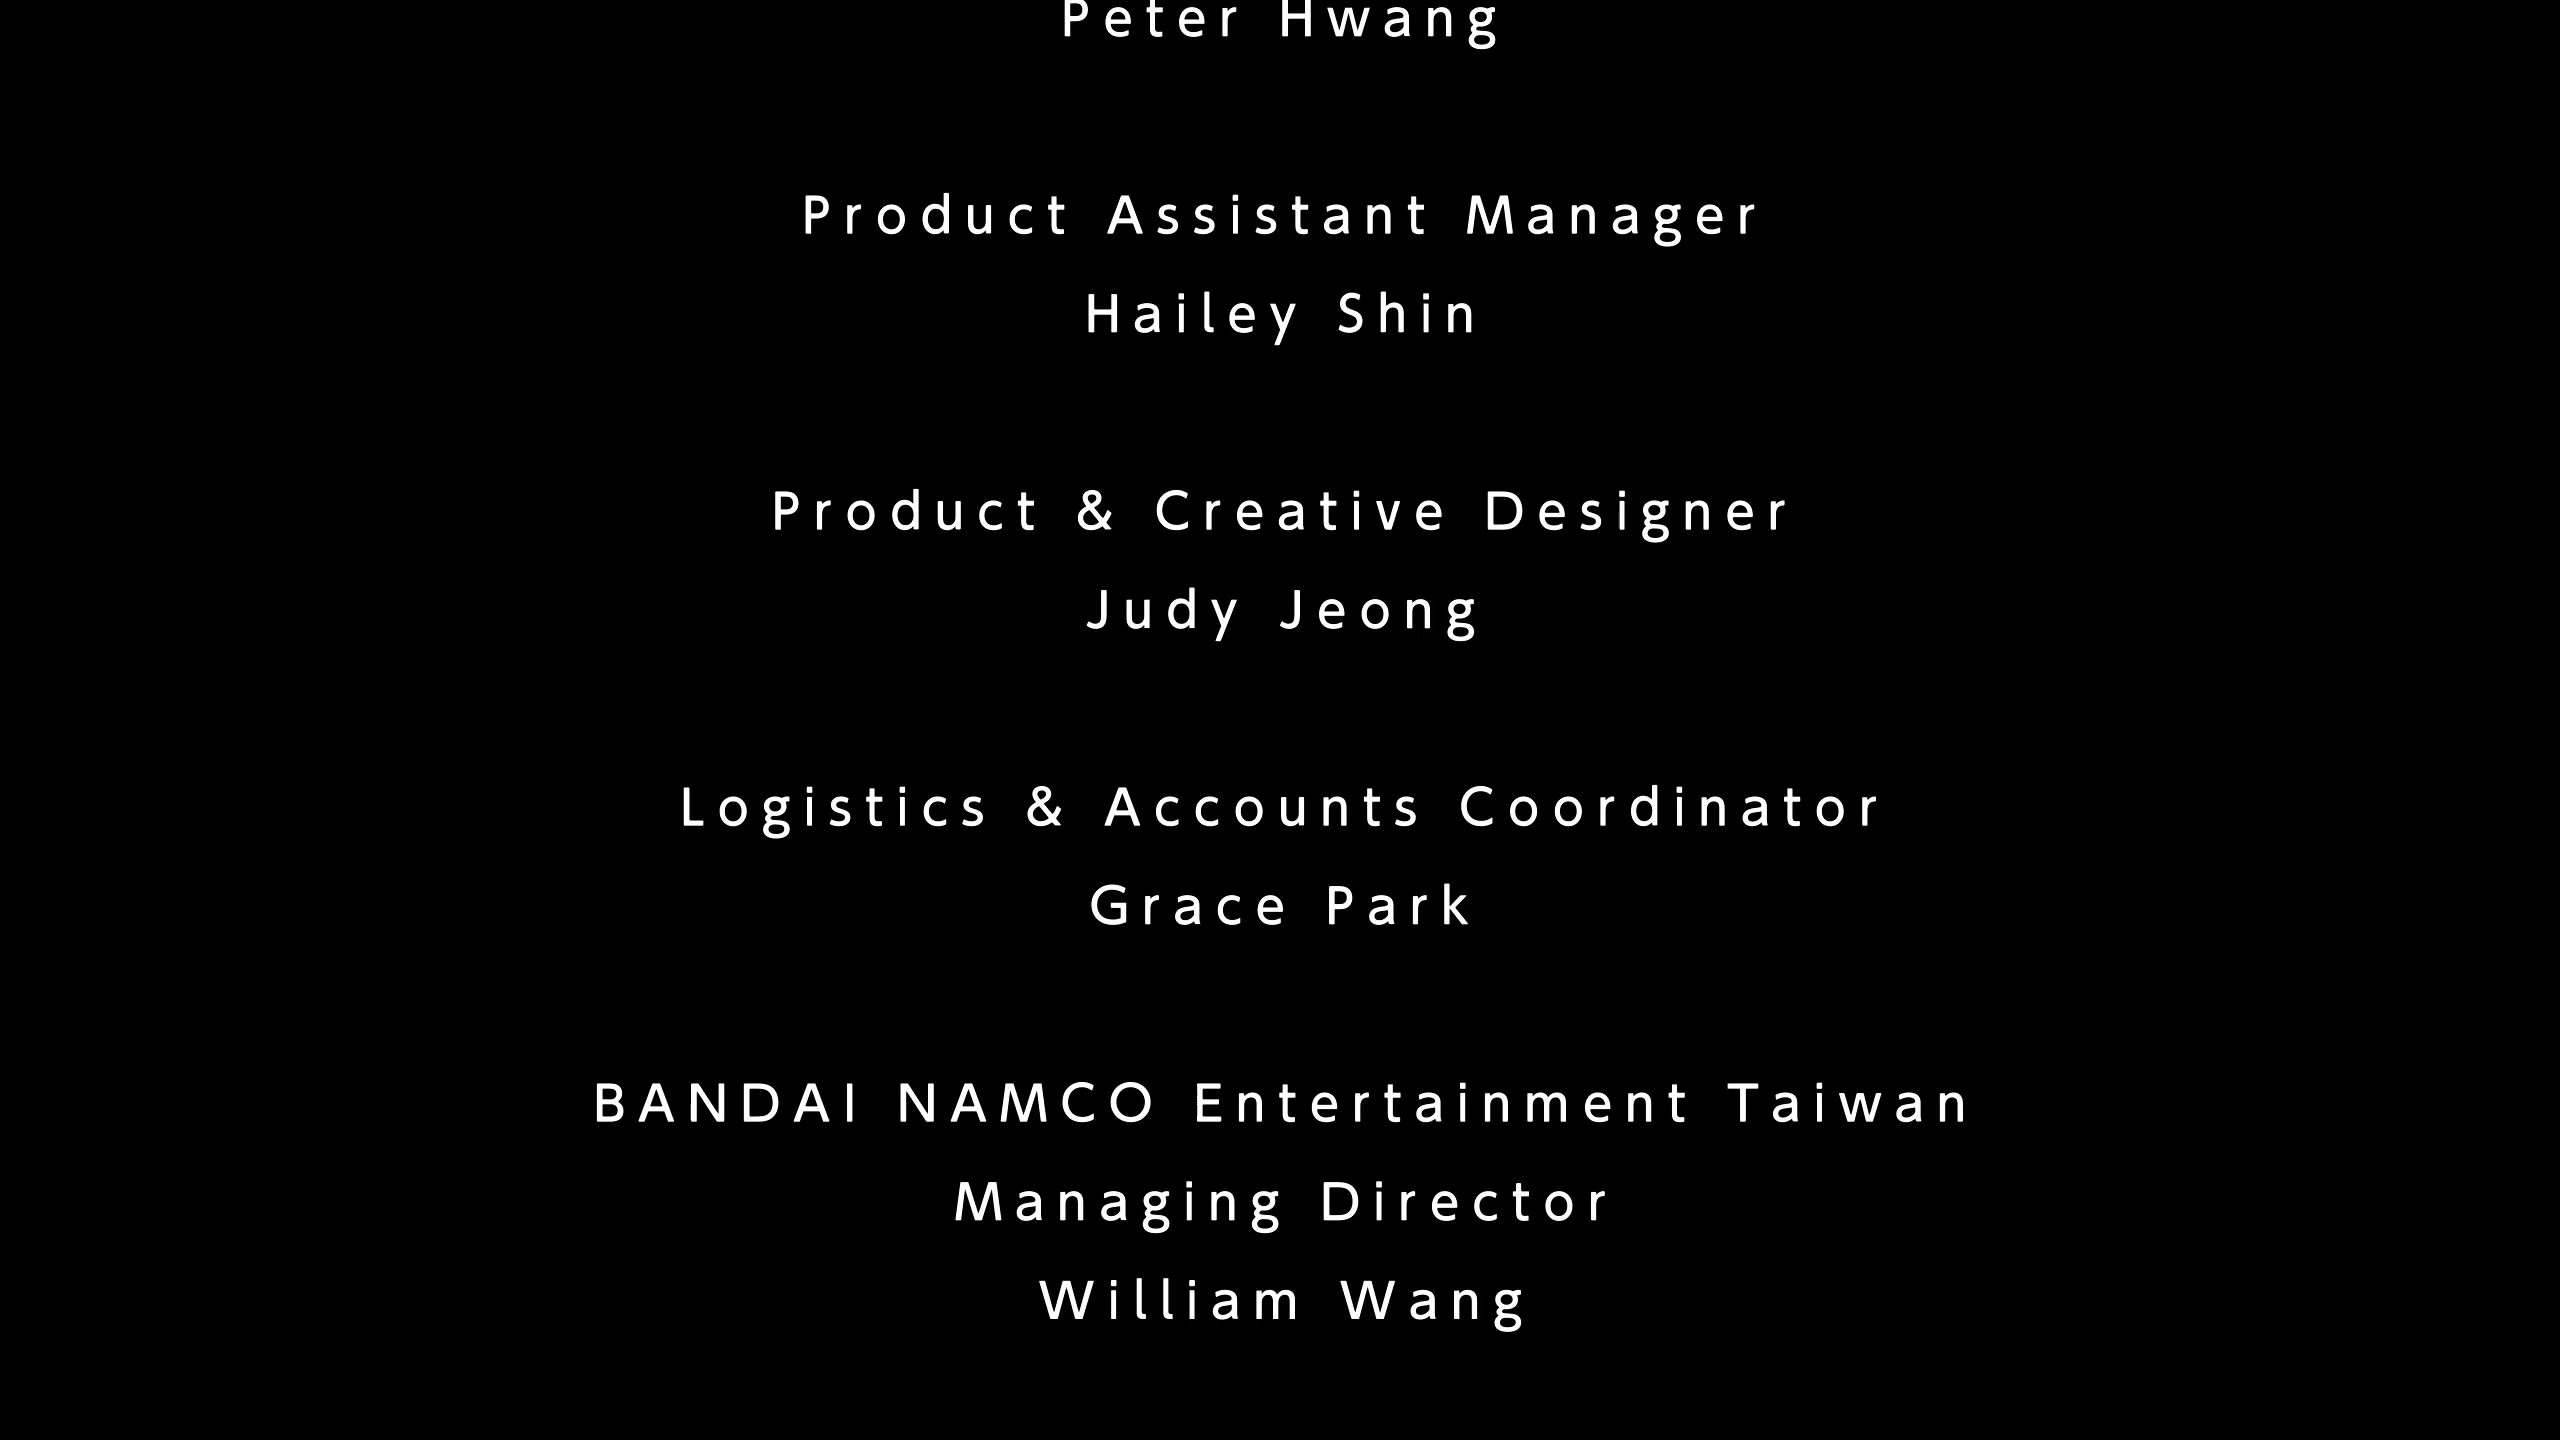 Peter Hwang
Product Assistant Manager
Hailey Shin
Product & Creative Designer
Judy Jeong
Logistics & Accounts Coordinator
Grace Park
BANDAI NAMCO Entertainment Taiwan
Managing Director
William Wang